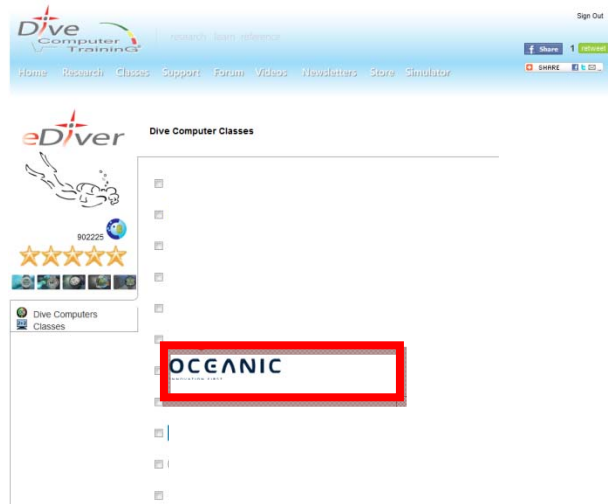 Dive
Computer
TraininG
research learn reference
Sign Out
Share 1 retweet
SHARE
Home Research Classes Support Forum Videos Newsletters Store Simulator
eDiver
Dive Computer Classes
902225
Dive Computers
Classes
OCEANIC